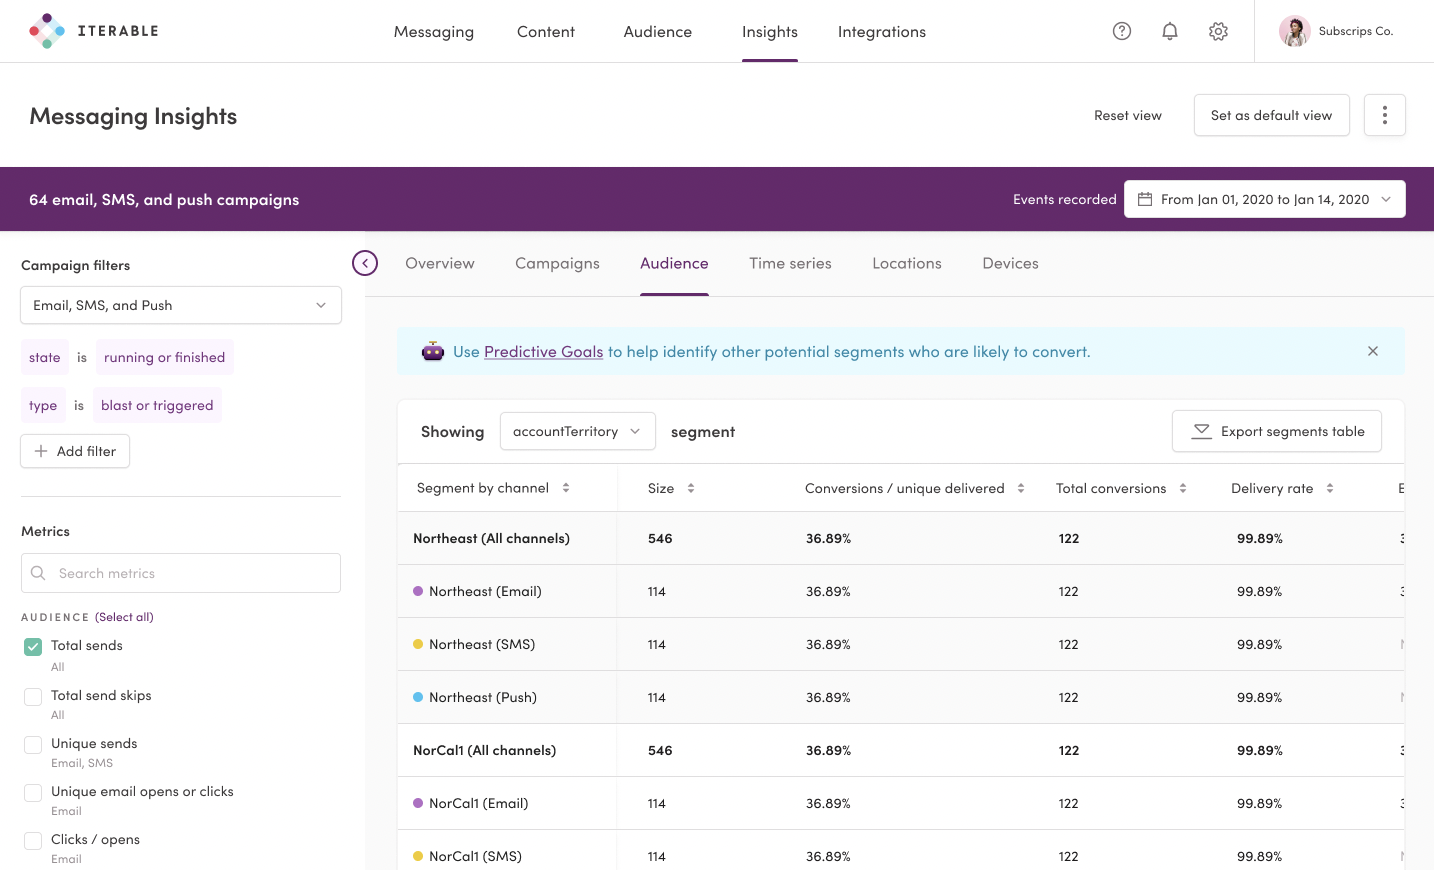 ITERABLE
Messaging Content Audience Insights Integrations
Subscrips Co.
Messaging Insights
Reset view
Set as default view
64 email, SMS, and push campaigns
Events recorded
From Jan 01, 2020 to Jan 14, 2020
Campaign filters
Email, SMS, and Push
state is running or finished
type is blast or triggered
Add filter
Metrics
Search metrics
AUDIENCE (Select all)
Total sends
All
Total send skips
All
Unique sends
Email, SMS
Unique email opens or clicks
Email
Clicks / opens
Email
Overview Campaigns Audience Time series Locations Devices
Use Predictive Goals to help identify other potential segments who are likely to convert.
Showing accountTerritory segment
Export segments table
Segment by channel Size Conversions / unique delivered Total conversions Delivery rate
Northeast (All channels) 546 36.89% 122 99.89%
Northeast (Email) 114 36.89% 122 99.89%
Northeast (SMS) 114 36.89% 122 99.89%
Northeast (Push) 114 36.89% 122 99.89%
NorCal1 (All channels) 546 36.89% 122 99.89%
NorCal1 (Email) 114 36.89% 122 99.89%
NorCal1 (SMS) 114 36.89% 122 99.89%